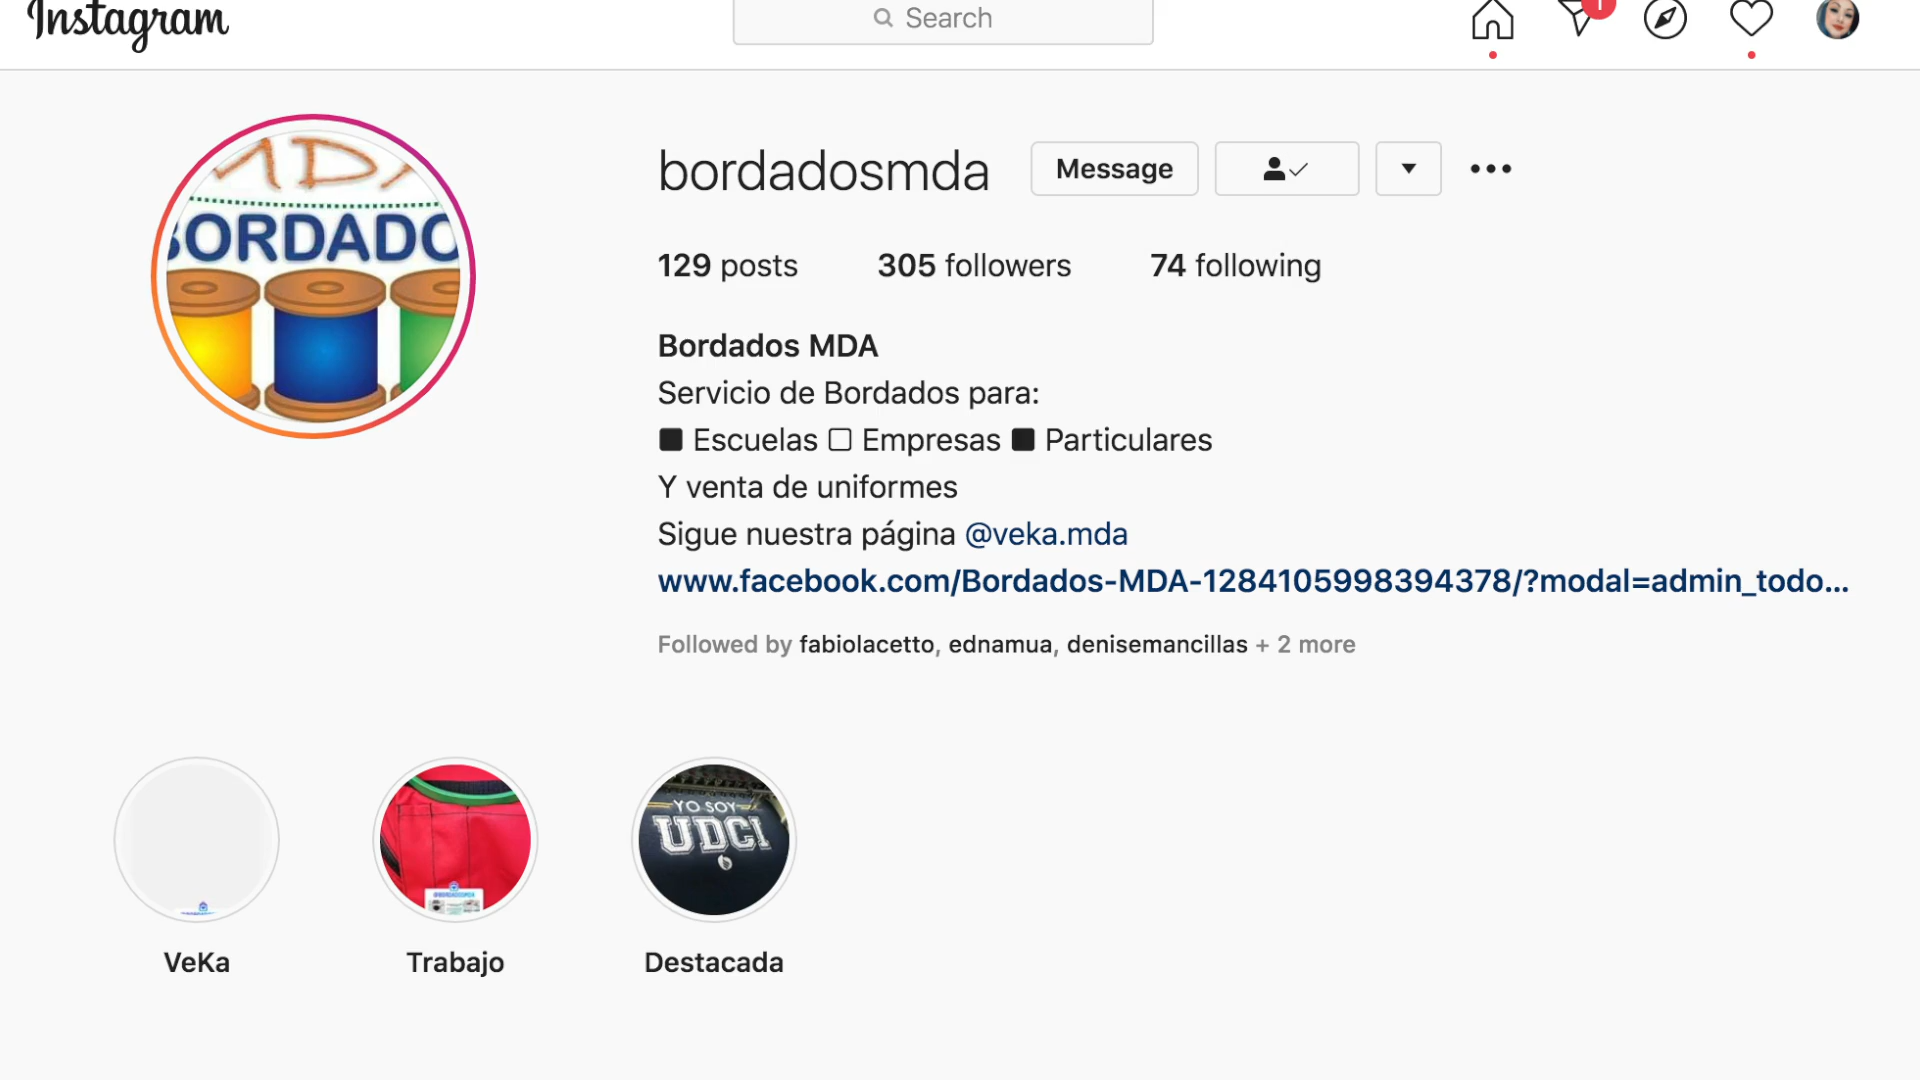 Instagram
Search
1
MDA
BORDADO
bordadosmda
Message
129 posts 305 followers 74 following
Bordados MDA
Servicio de Bordados para:
◼ Escuelas ◻ Empresas ◼ Particulares
Y venta de uniformes
Sigue nuestra página @veka.mda
www.facebook.com/Bordados-MDA-1284105998394378/?modal=admin_todo...
Followed by fabiolacetto, ednamua, denisemancillas + 2 more
YO SOY
UDCI
VeKa Trabajo Destacada